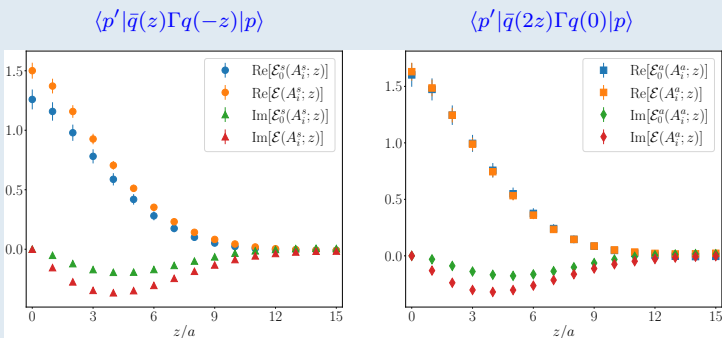 ⟨p′|q̄(z)Γq(−z)|p⟩
Re[ℰ₀ˢ(Aᵢˢ; z)]
Re[ℰ(Aᵢˢ; z)]
Im[ℰ₀ˢ(Aᵢˢ; z)]
Im[ℰ(Aᵢˢ; z)]
1.5
1.0
0.5
0.0
0 3 6 9 12 15
z/a
⟨p′|q̄(2z)Γq(0)|p⟩
Re[ℰ₀ᵃ(Aᵢᵃ; z)]
Re[ℰ(Aᵢᵃ; z)]
Im[ℰ₀ᵃ(Aᵢᵃ; z)]
Im[ℰ(Aᵢᵃ; z)]
1.5
1.0
0.5
0.0
0 3 6 9 12 15
z/a